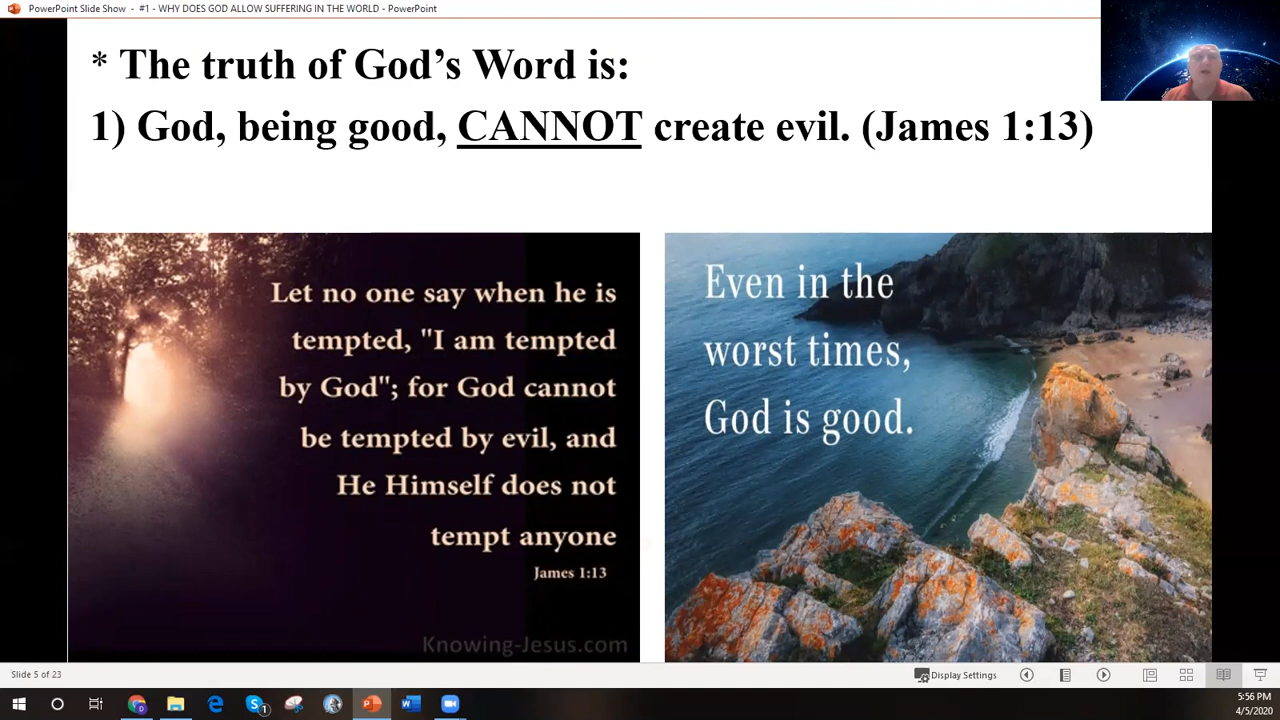 PowerPoint Slide Show - #1 - WHY DOES GOD ALLOW SUFFERING IN THE WORLD - PowerPoint
* The truth of God’s Word is:
1) God, being good, CANNOT create evil. (James 1:13)
Let no one say when he is
tempted, "I am tempted
by God"; for God cannot
be tempted by evil, and
He Himself does not
tempt anyone
James 1:13
Knowing-Jesus.com
Even in the
worst times,
God is good.
Slide 5 of 23
Display Settings
1
5:56 PM
4/5/2020